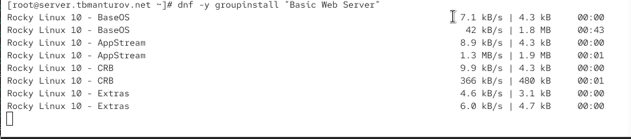 [root@server.tbmanturov.net ~]# dnf -y groupinstall "Basic Web Server"
Rocky Linux 10 - BaseOS 7.1 kB/s | 4.3 kB 00:00
Rocky Linux 10 - BaseOS 42 kB/s | 1.8 MB 00:43
Rocky Linux 10 - AppStream 8.9 kB/s | 4.3 kB 00:00
Rocky Linux 10 - AppStream 1.3 MB/s | 1.9 MB 00:01
Rocky Linux 10 - CRB 9.9 kB/s | 4.3 kB 00:00
Rocky Linux 10 - CRB 366 kB/s | 480 kB 00:01
Rocky Linux 10 - Extras 4.6 kB/s | 3.1 kB 00:00
Rocky Linux 10 - Extras 6.0 kB/s | 4.7 kB 00:00